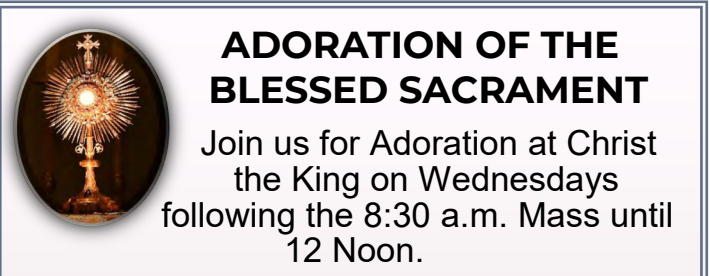 ADORATION OF THE
BLESSED SACRAMENT
Join us for Adoration at Christ
the King on Wednesdays
following the 8:30 a.m. Mass until
12 Noon.